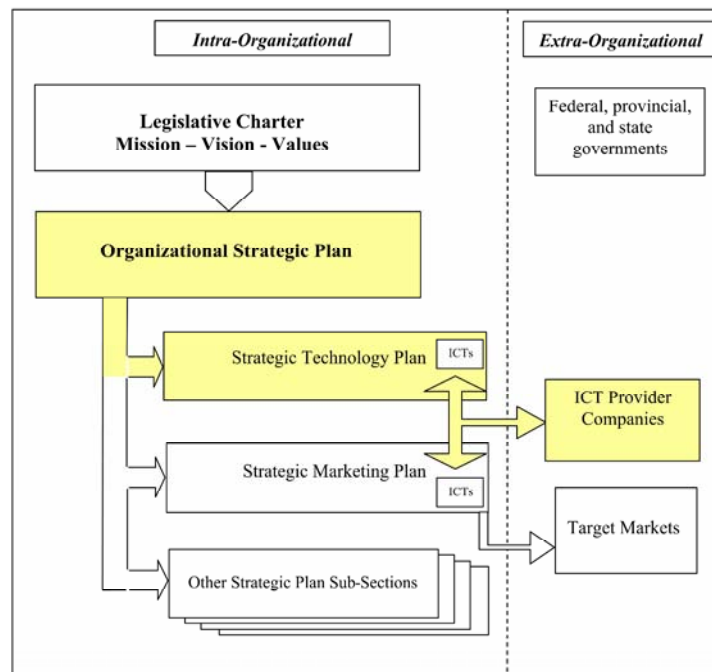 Intra-Organizational
Extra-Organizational
Legislative Charter
Mission – Vision - Values
Federal, provincial,
and state
governments
Organizational Strategic Plan
Strategic Technology Plan
ICTs
ICT Provider
Companies
Strategic Marketing Plan
ICTs
Target Markets
Other Strategic Plan Sub-Sections